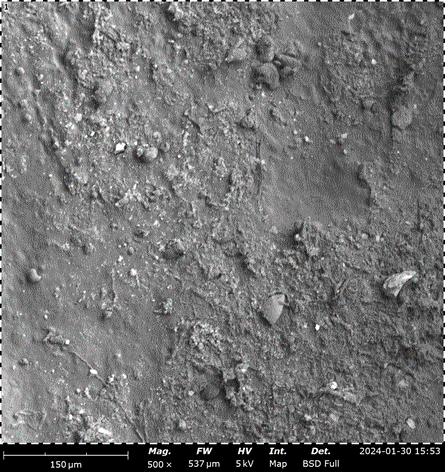 1
Mag. FW HV Int. Det. 2024-01-30 15:53
150 µm 500 × 537 µm 5 kV Map BSD Full